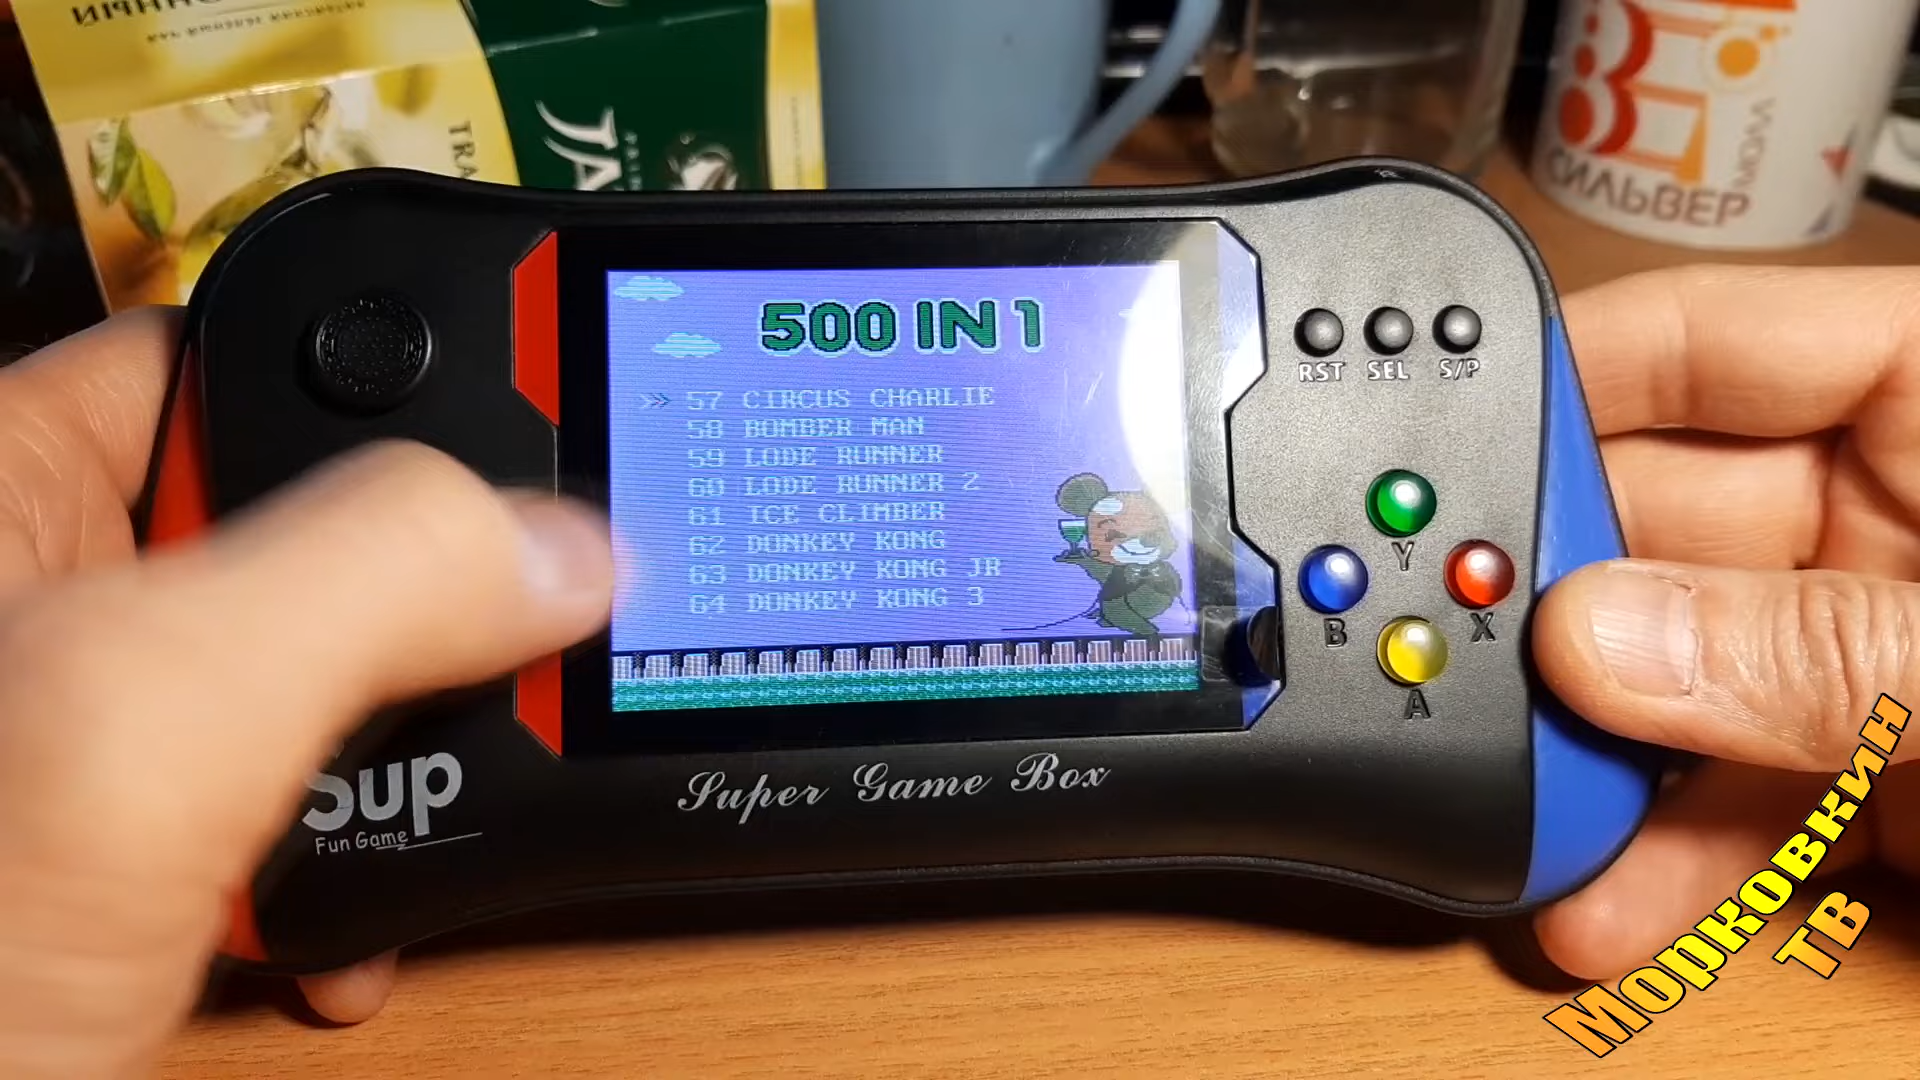 TRA
JA
СИЛЬВЕР
500 IN 1
>> 57 CIRCUS CHARLIE
58 BOMBER MAN
59 LODE RUNNER
60 LODE RUNNER 2
61 ICE CLIMBER
62 DONKEY KONG
63 DONKEY KONG JR
64 DONKEY KONG 3
RST SEL S/P
Y
B
X
A
Sup
Fun Game
Super Game Box
Морковкин
ТВ